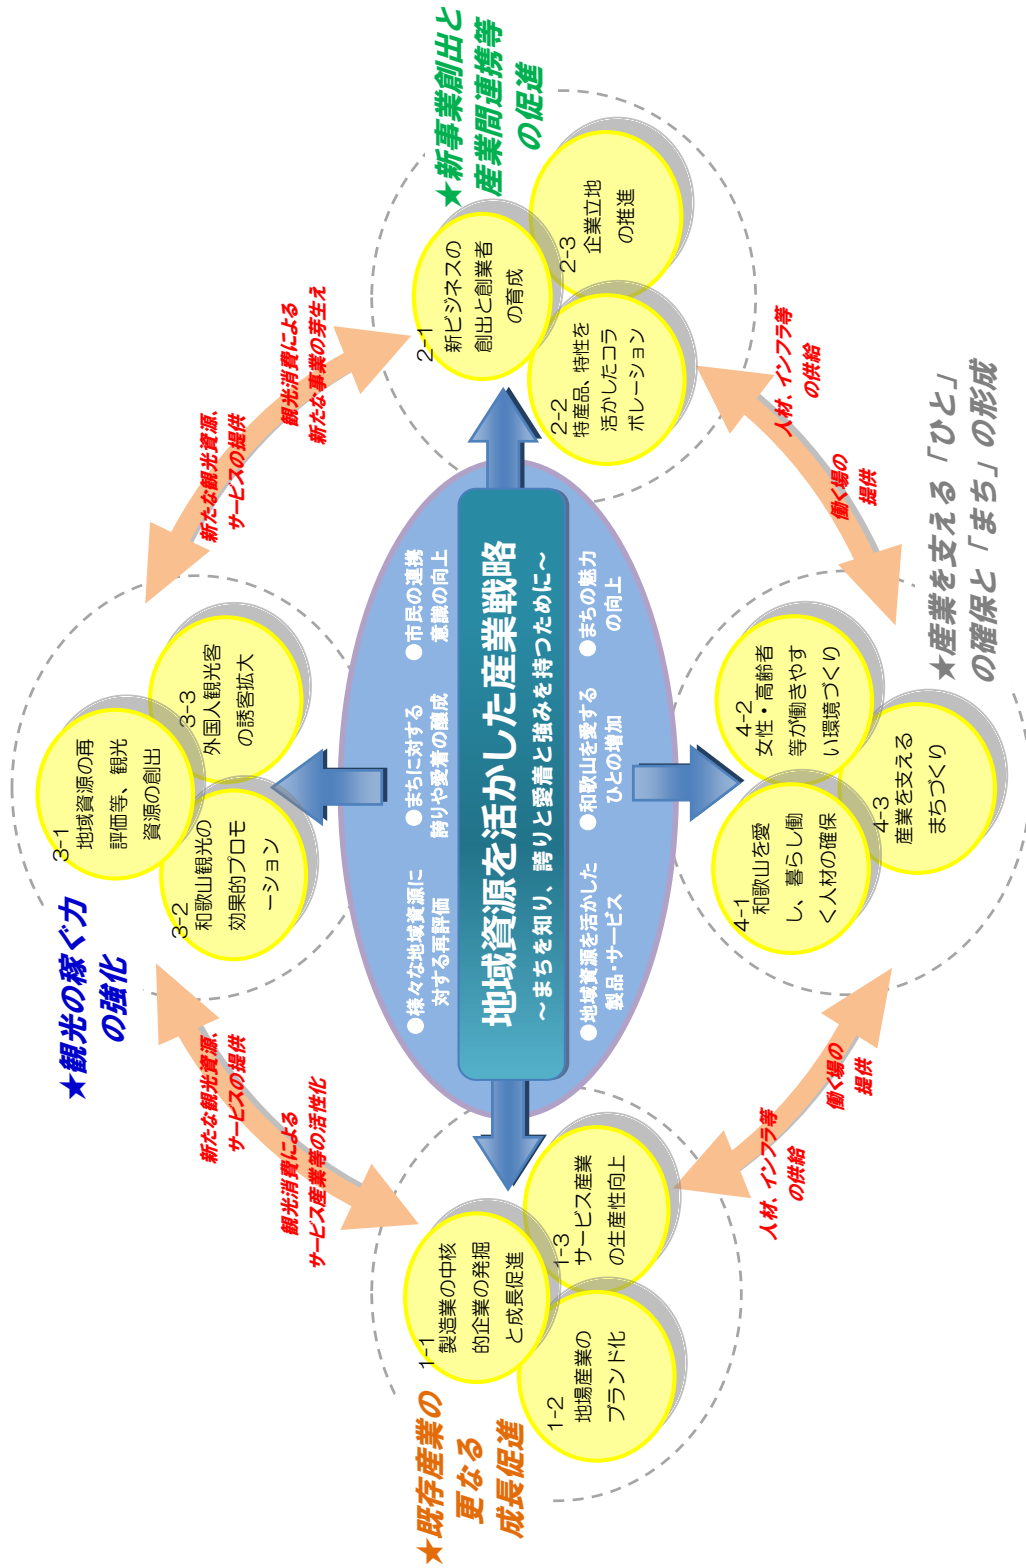 ★観光の稼ぐ力
の強化
3-1
地域資源の再
評価等、観光
資源の創出
3-2
和歌山観光の
効果的プロモ
ーション
3-3
外国人観光客
の誘客拡大
新たな観光資源、
サービスの提供
観光消費による
サービス産業等の活性化
新たな観光資源、
サービスの提供
観光消費による
新たな事業の芽生え
★既存産業の
更なる
成長促進
1-1
製造業の中核
的企業の発掘
と成長促進
1-2
地場産業の
ブランド化
1-3
サービス産業
の生産性向上
●様々な地域資源に
対する再評価
●まちに対する
誇りや愛着の醸成
●市民の連携
意識の向上
地域資源を活かした産業戦略
～まちを知り、誇りと愛着と強みを持つために～
●地域資源を活かした
製品・サービス
●和歌山を愛する
ひとの増加
●まちの魅力
の向上
★新事業創出と
産業間連携等
の促進
2-1
新ビジネスの
創出と創業者
の育成
2-2
特産品、特性を
活かしたコラ
ボレーション
2-3
企業立地
の推進
人材、インフラ等
の供給
働く場の
提供
働く場の
提供
人材、インフラ等
の供給
4-1
和歌山を愛
し、暮らし働
く人材の確保
4-2
女性・高齢者
等が働きやす
い環境づくり
4-3
産業を支える
まちづくり
★産業を支える「ひと」
の確保と「まち」の形成